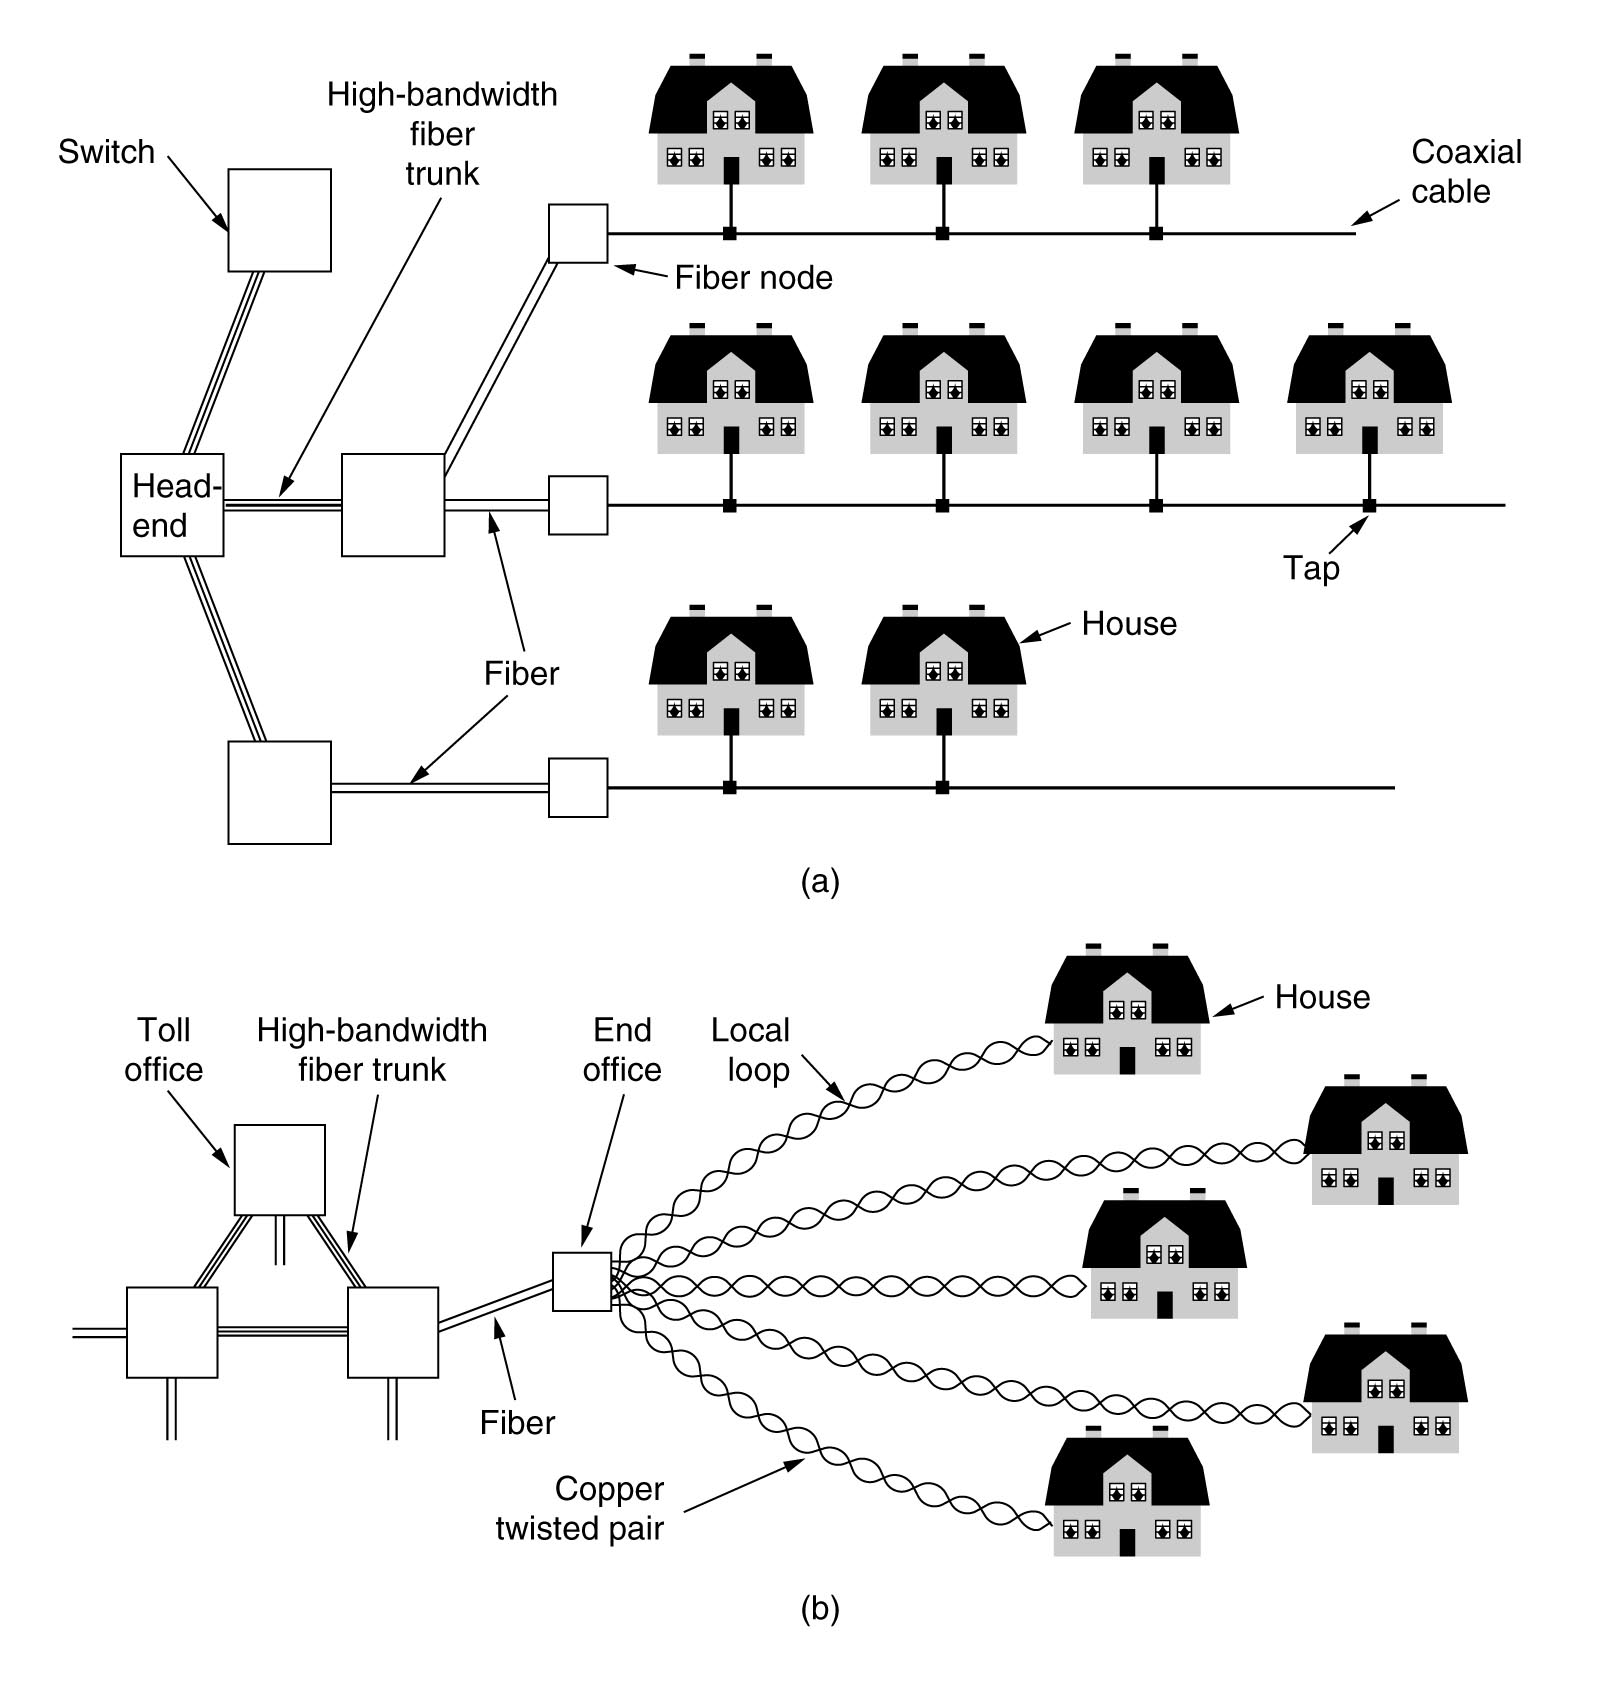 High-bandwidth
fiber
trunk
Switch
Coaxial
cable
Fiber node
Head-
end
Tap
House
Fiber
(a)
Toll
office
High-bandwidth
fiber trunk
End
office
Local
loop
House
Fiber
Copper
twisted pair
(b)